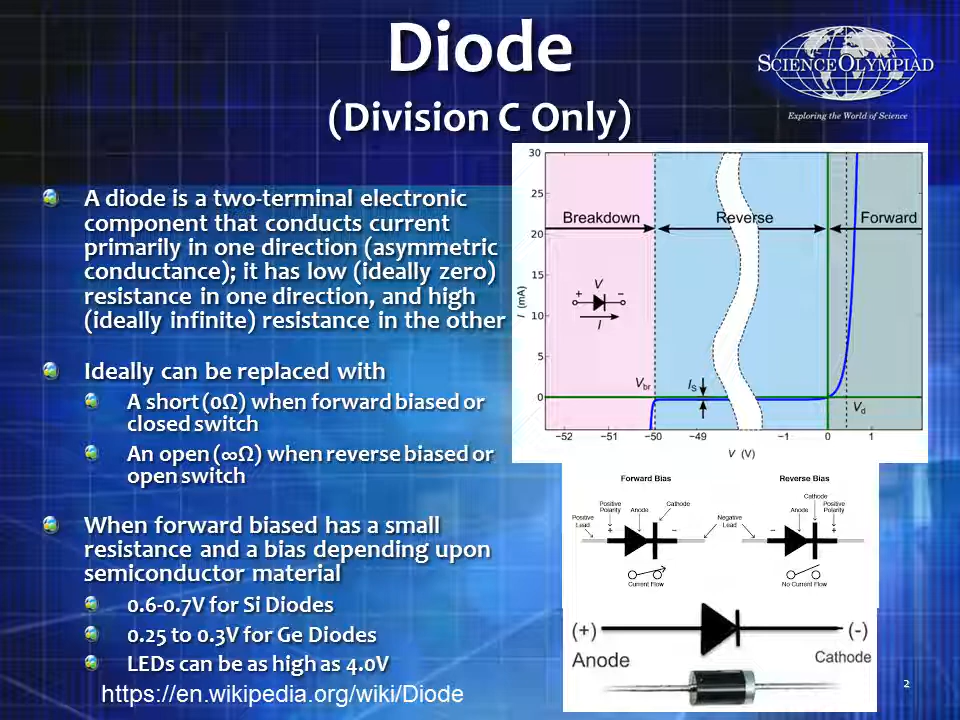 Diode
(Division C Only)
SCIENCE OLYMPIAD
Exploring the World of Science
A diode is a two-terminal electronic
component that conducts current
primarily in one direction (asymmetric
conductance); it has low (ideally zero)
resistance in one direction, and high
(ideally infinite) resistance in the other
Ideally can be replaced with
A short (0Ω) when forward biased or
closed switch
An open (∞Ω) when reverse biased or
open switch
When forward biased has a small
resistance and a bias depending upon
semiconductor material
0.6-0.7V for Si Diodes
0.25 to 0.3V for Ge Diodes
LEDs can be as high as 4.0V
https://en.wikipedia.org/wiki/Diode
30
25
20
15
10
5
0
I (mA)
Breakdown
Reverse
Forward
V
+ −
I
Vbr
IS
Vd
−52 −51 −50 −49 −1 0 1
V (V)
Forward Bias
Reverse Bias
Positive Lead
Positive Polarity
+
Anode
Cathode
−
Negative Lead
−
Anode
Cathode
Positive Polarity
+
Current Flow
No Current Flow
(+)
(-)
Anode
Cathode
2